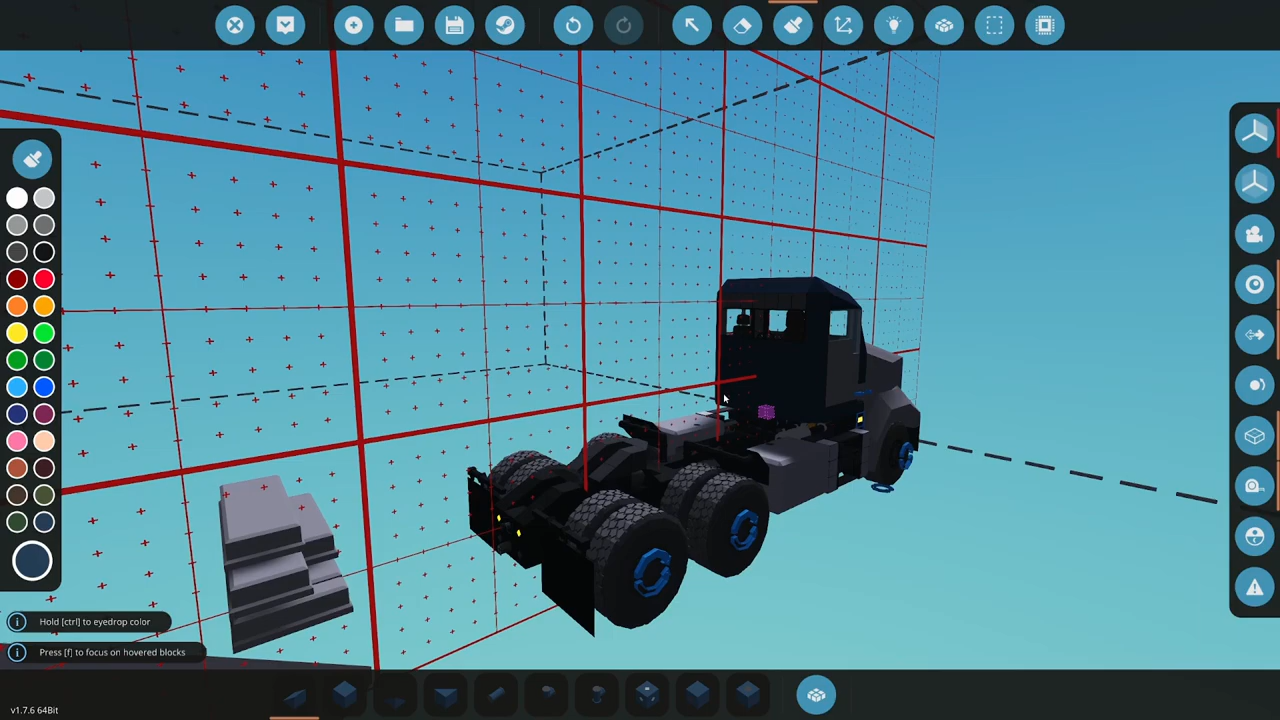 Hold [ctrl] to eyedrop color
Press [f] to focus on hovered blocks
v1.7.6 64Bit